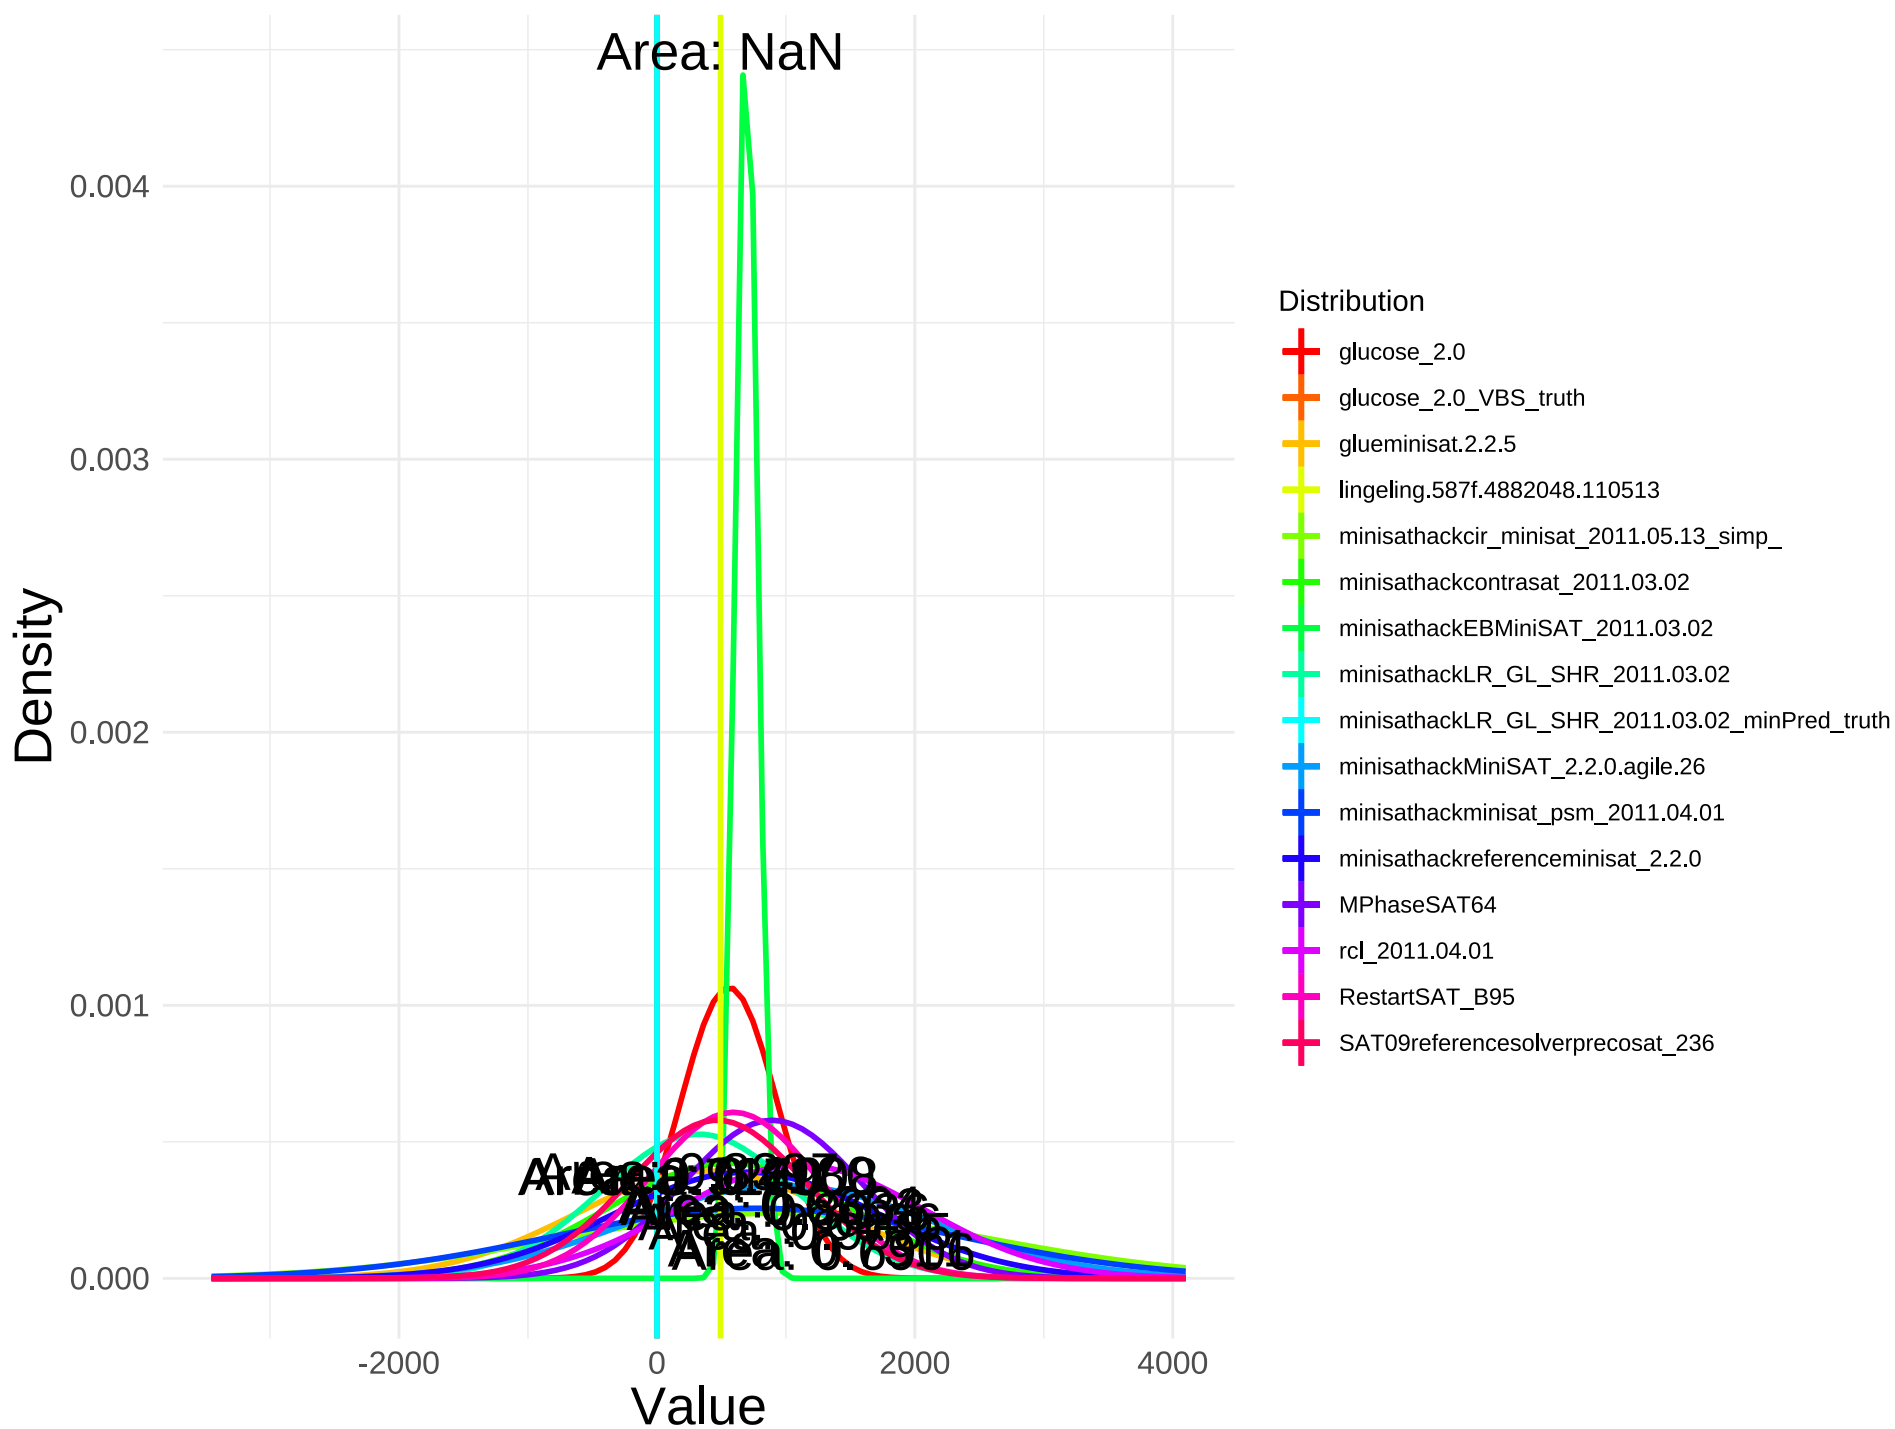 Area: NaN
0.004
0.003
0.002
0.001
0.000
Density
-2000
0
2000
4000
Value
Distribution
glucose_2.0
glucose_2.0_VBS_truth
glueminisat.2.2.5
lingeling.587f.4882048.110513
minisathackcir_minisat_2011.05.13_simp_
minisathackcontrasat_2011.03.02
minisathackEBMiniSAT_2011.03.02
minisathackLR_GL_SHR_2011.03.02
minisathackLR_GL_SHR_2011.03.02_minPred_truth
minisathackMiniSAT_2.2.0.agile.26
minisathackminisat_psm_2011.04.01
minisathackreferenceminisat_2.2.0
MPhaseSAT64
rcl_2011.04.01
RestartSAT_B95
SAT09referencesolverprecosat_236